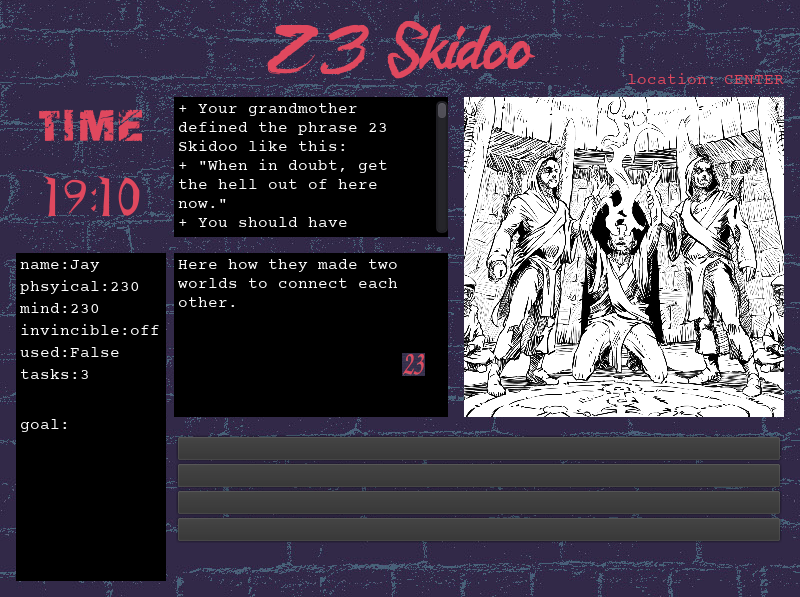 23 Skidoo
location: CENTER
TIME
19:10
+ Your grandmother
defined the phrase 23
Skidoo like this:
+ "When in doubt, get
the hell out of here
now."
+ You should have
name:Jay
phsyical:230
mind:230
invincible:off
used:False
tasks:3
goal:
Here how they made two
worlds to connect each
other.
23